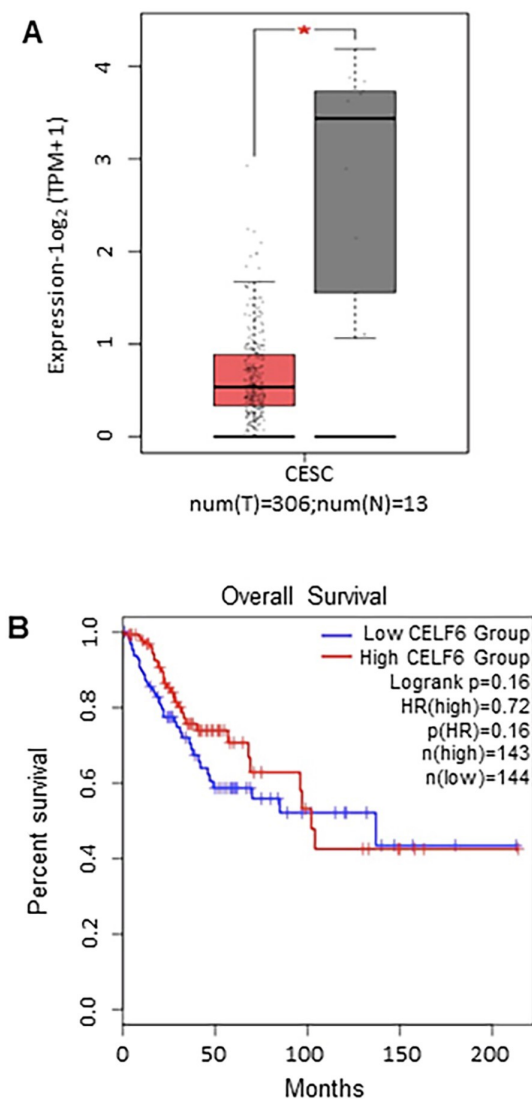 A
Expression-1og₂(TPM+1)
4
3
2
1
0
CESC
num(T)=306;num(N)=13
Overall Survival
B
Low CELF6 Group
High CELF6 Group
Logrank p=0.16
HR(high)=0.72
p(HR)=0.16
n(high)=143
n(low)=144
Percent survival
1.0
0.8
0.6
0.4
0.2
0.0
0 50 100 150 200
Months